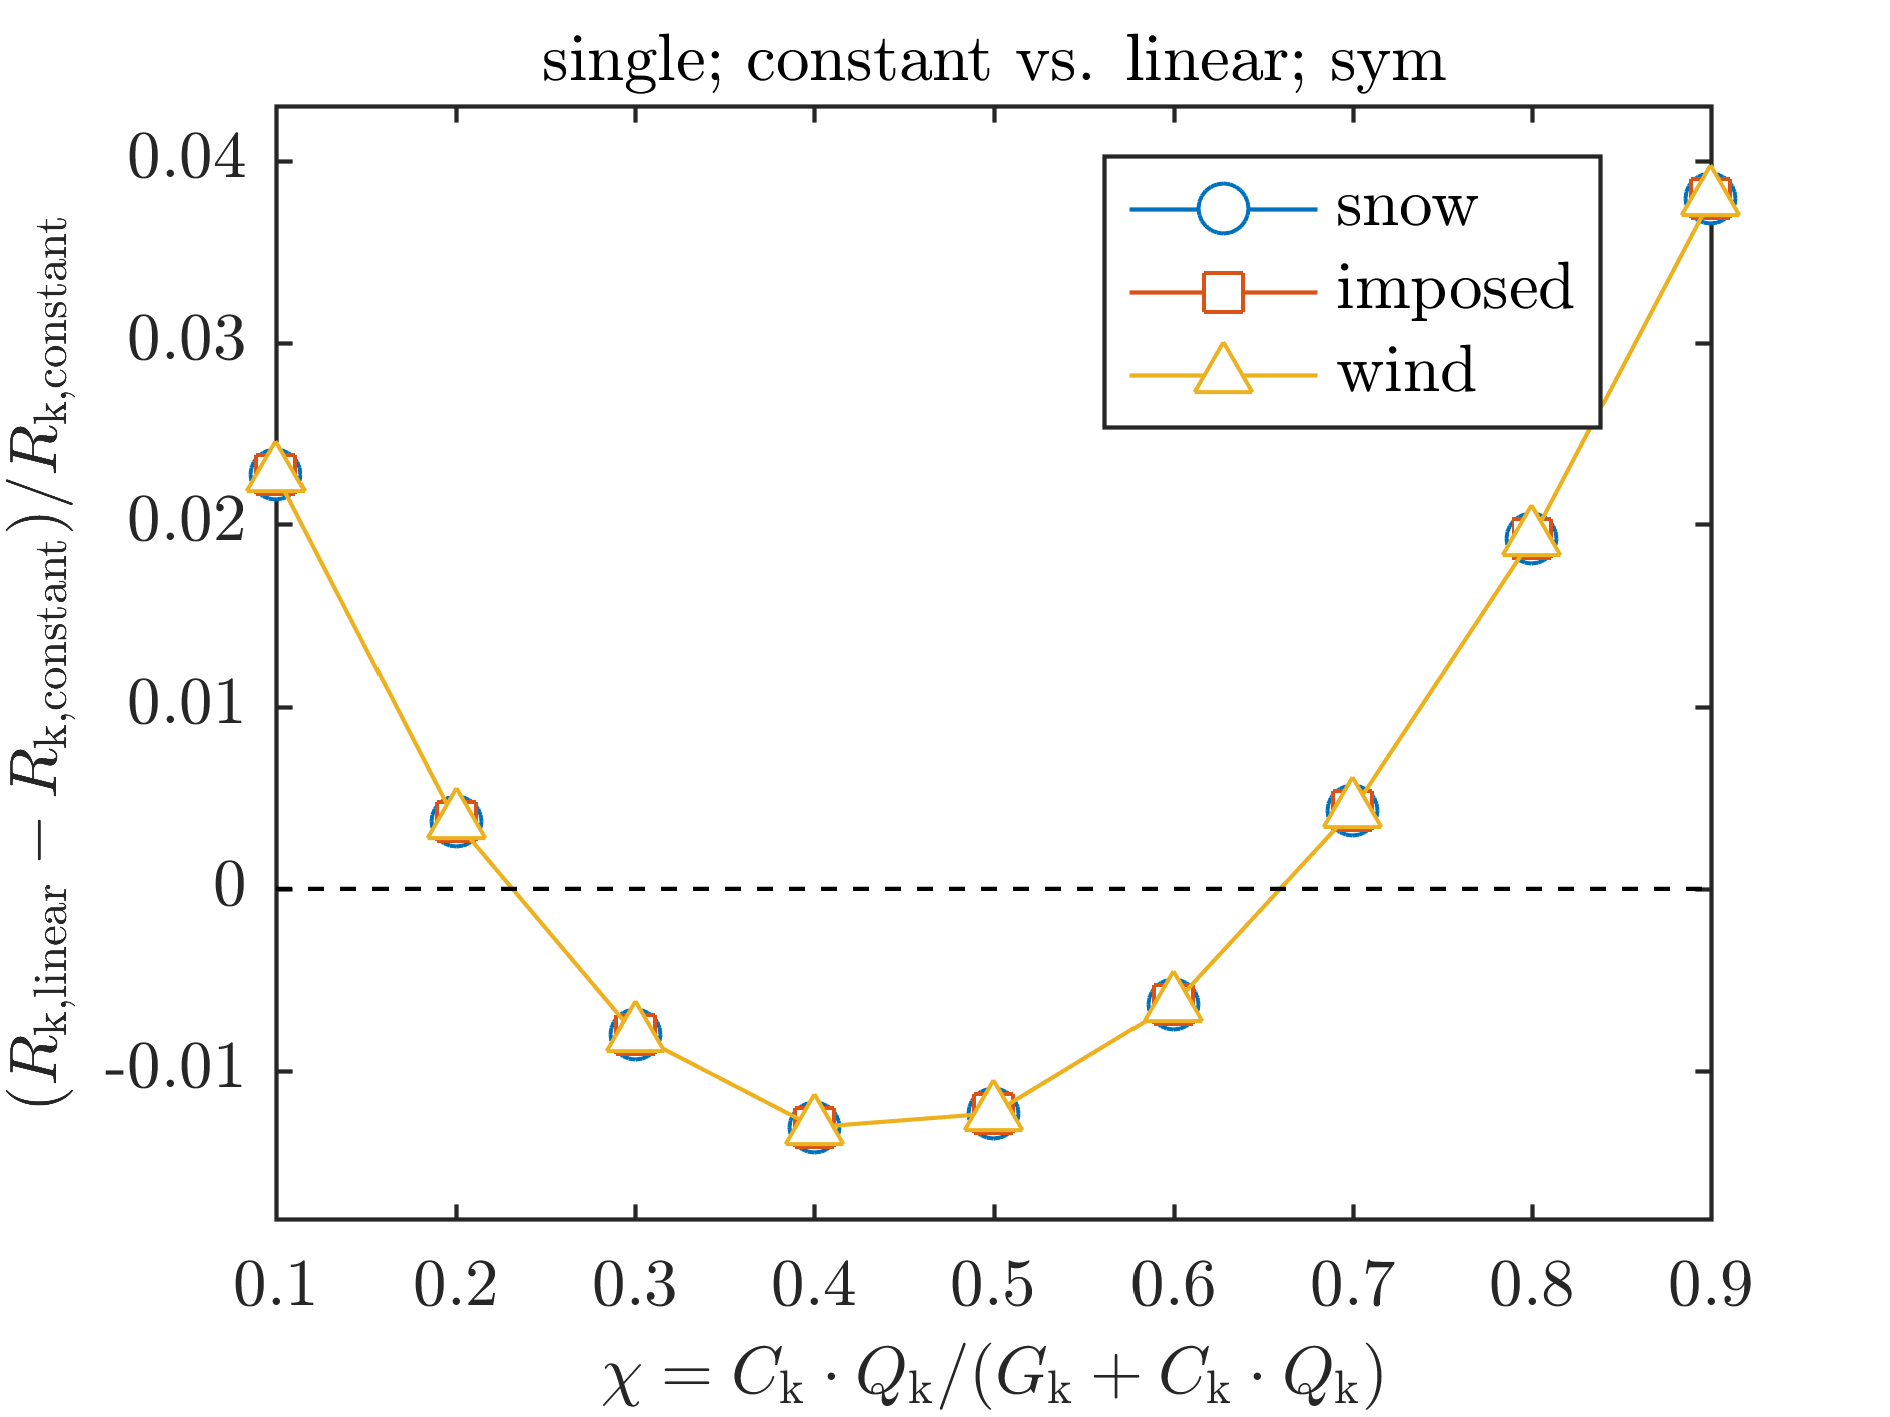 single; constant vs. linear; sym
(R_k,linear − R_k,constant)/R_k,constant
0.04
0.03
0.02
0.01
0
-0.01
snow
imposed
wind
0.1 0.2 0.3 0.4 0.5 0.6 0.7 0.8 0.9
χ = C_k · Q_k/(G_k + C_k · Q_k)